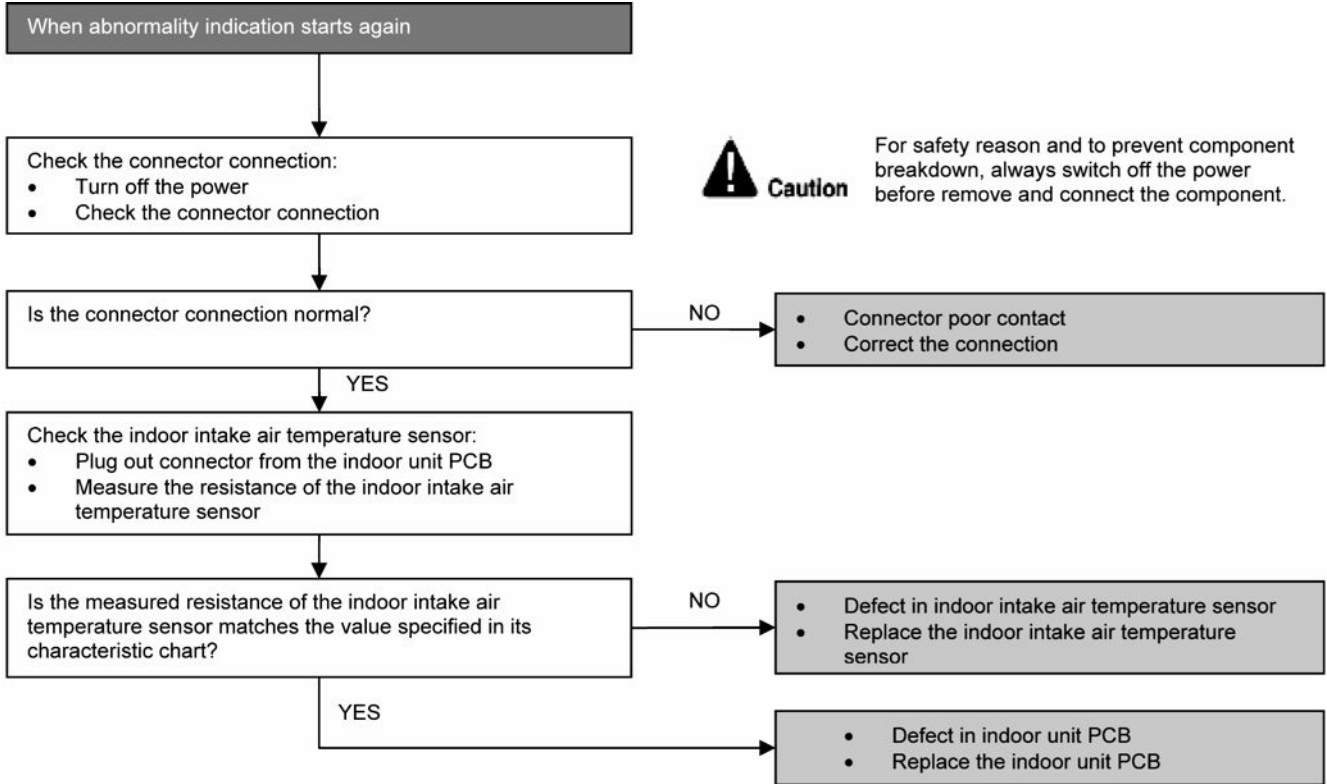 When abnormality indication starts again
Check the connector connection:
• Turn off the power
• Check the connector connection
Caution
For safety reason and to prevent component
breakdown, always switch off the power
before remove and connect the component.
Is the connector connection normal?
NO
• Connector poor contact
• Correct the connection
YES
Check the indoor intake air temperature sensor:
• Plug out connector from the indoor unit PCB
• Measure the resistance of the indoor intake air
temperature sensor
Is the measured resistance of the indoor intake air
temperature sensor matches the value specified in its
characteristic chart?
NO
• Defect in indoor intake air temperature sensor
• Replace the indoor intake air temperature
sensor
YES
• Defect in indoor unit PCB
• Replace the indoor unit PCB